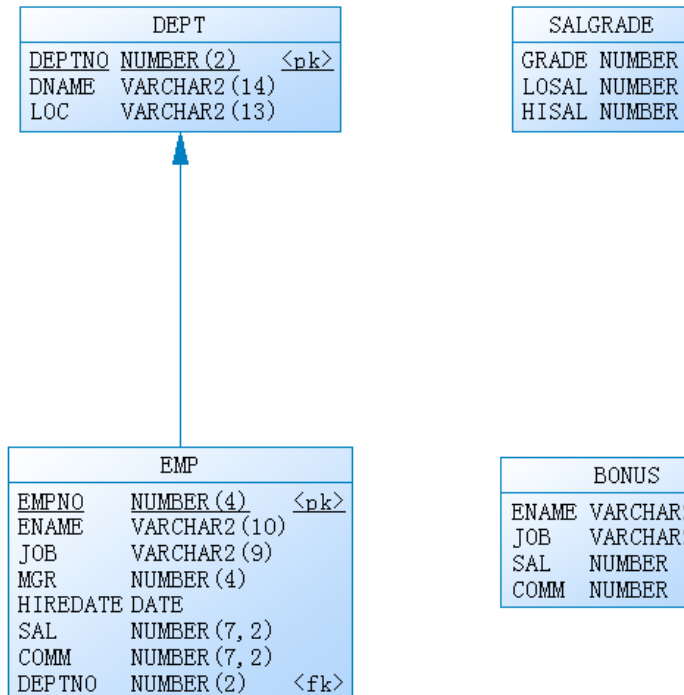 DEPT
DEPTNO NUMBER(2) <pk>
DNAME VARCHAR2(14)
LOC VARCHAR2(13)
SALGRADE
GRADE NUMBER
LOSAL NUMBER
HISAL NUMBER
EMP
EMPNO NUMBER(4) <pk>
ENAME VARCHAR2(10)
JOB VARCHAR2(9)
MGR NUMBER(4)
HIREDATE DATE
SAL NUMBER(7,2)
COMM NUMBER(7,2)
DEPTNO NUMBER(2) <fk>
BONUS
ENAME VARCHAR
JOB VARCHAR
SAL NUMBER
COMM NUMBER